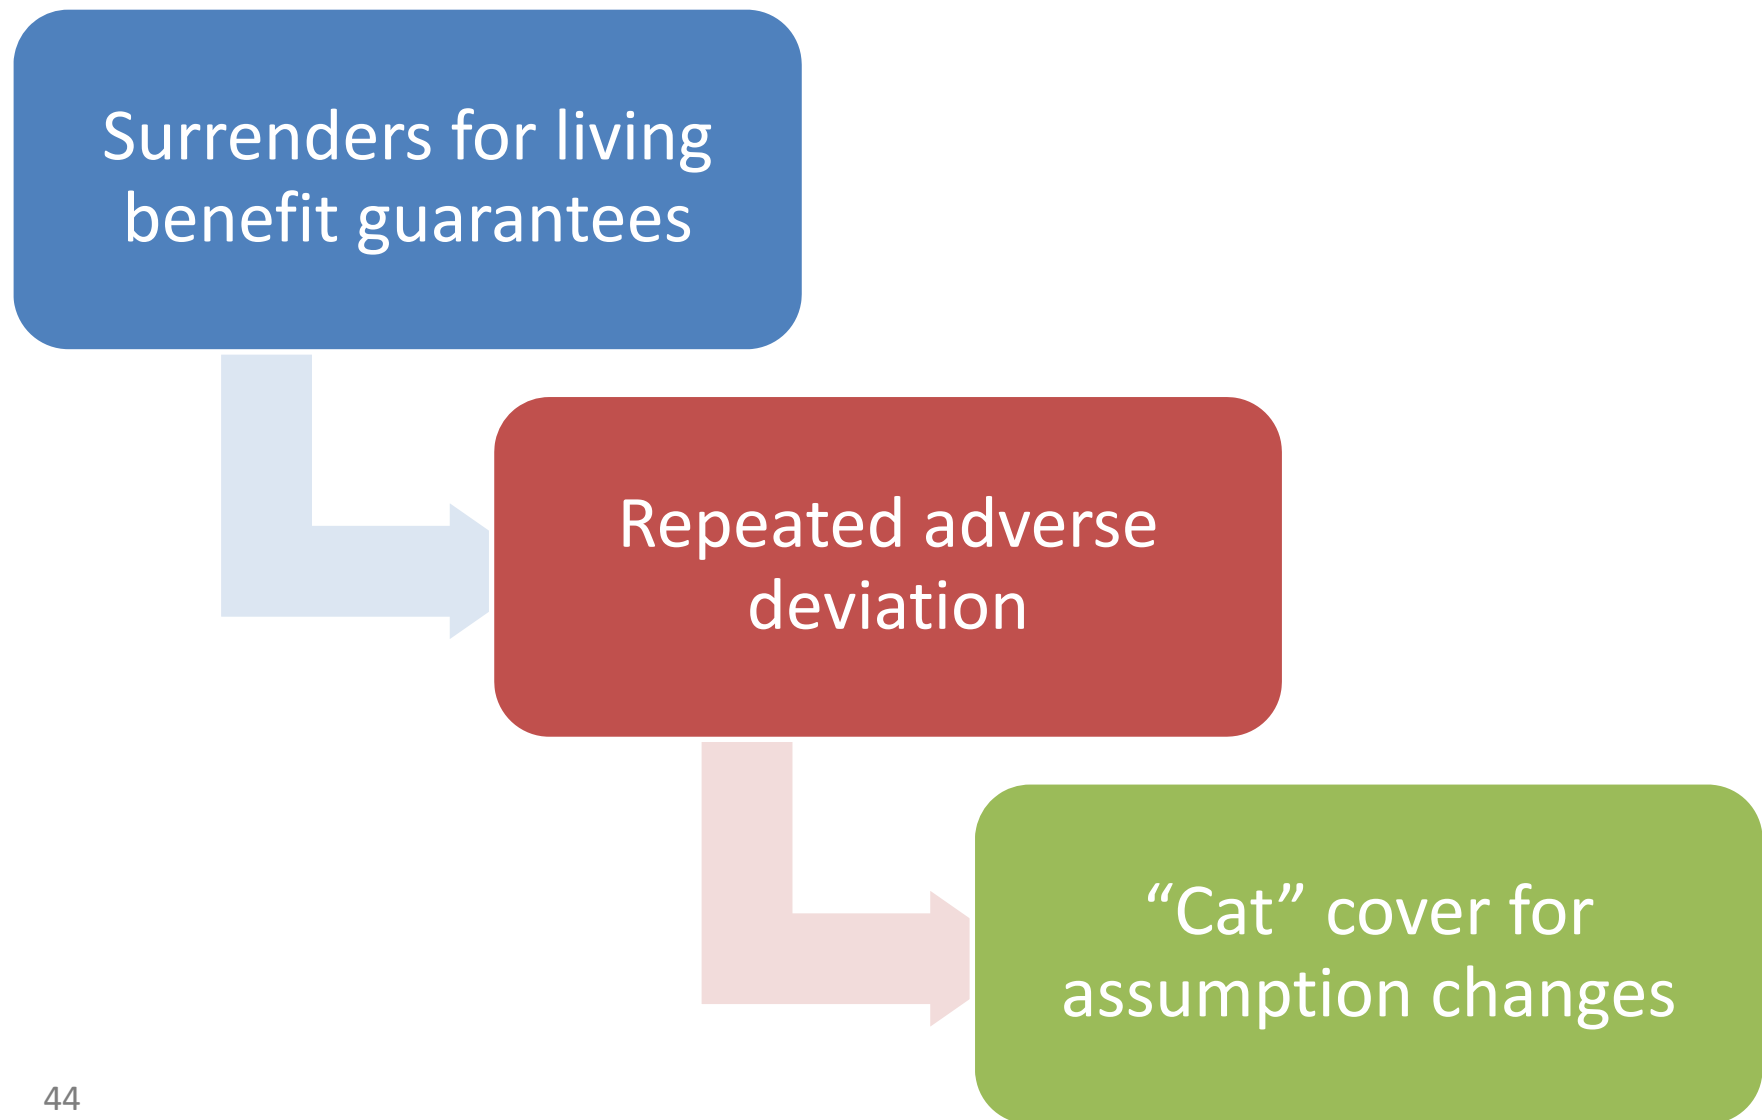 Surrenders for living
benefit guarantees
Repeated adverse
deviation
“Cat” cover for
assumption changes
44